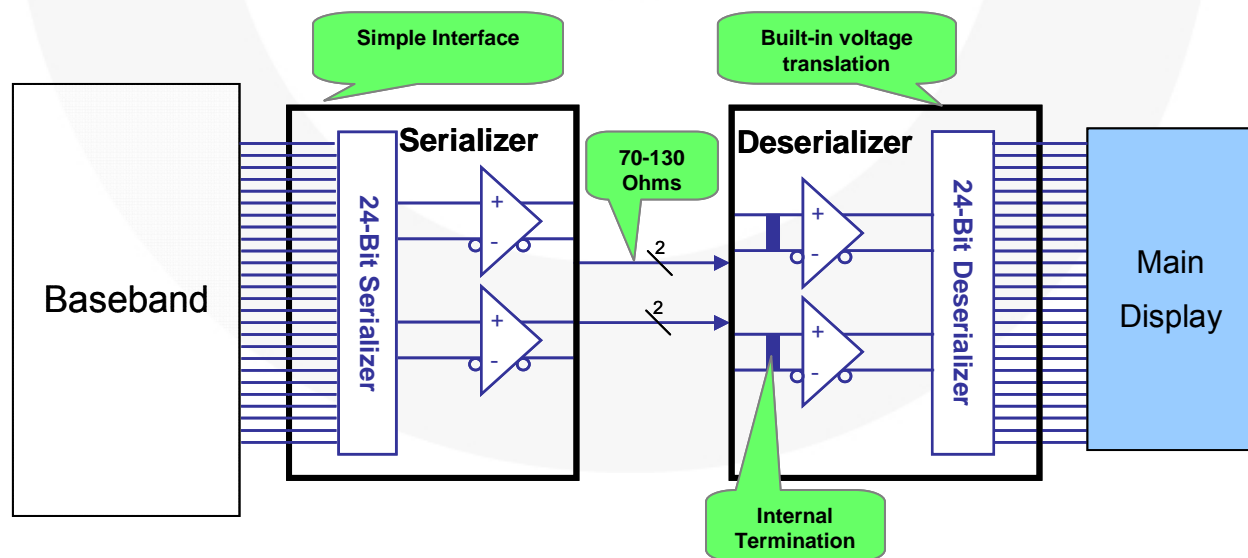 Simple Interface
Built-in voltage
translation
Serializer
Deserializer
70-130
Ohms
Baseband
24-Bit Serializer
+
-
+
-
2
2
+
-
+
-
24-Bit Deserializer
Main
Display
Internal
Termination